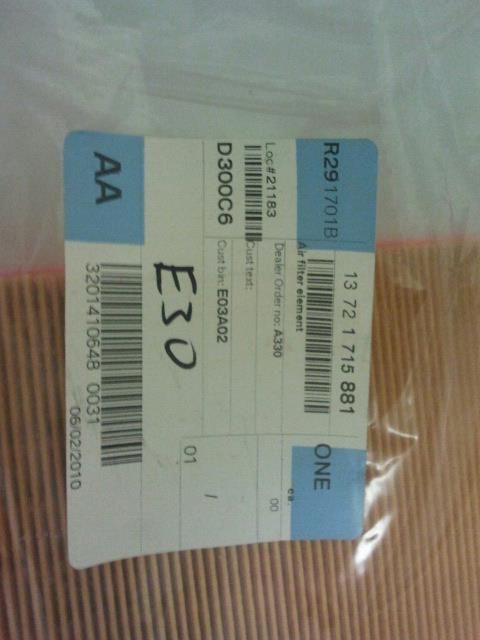 R291701B
13 72 1 715 881
ONE
Air filter element
ea.
Dealer Order no: A330
00
Loc# 21183
Cust text:
D300C6
Cust bin: E03A02
/
01
E30
AA
3201410648 0031
06/02/2010